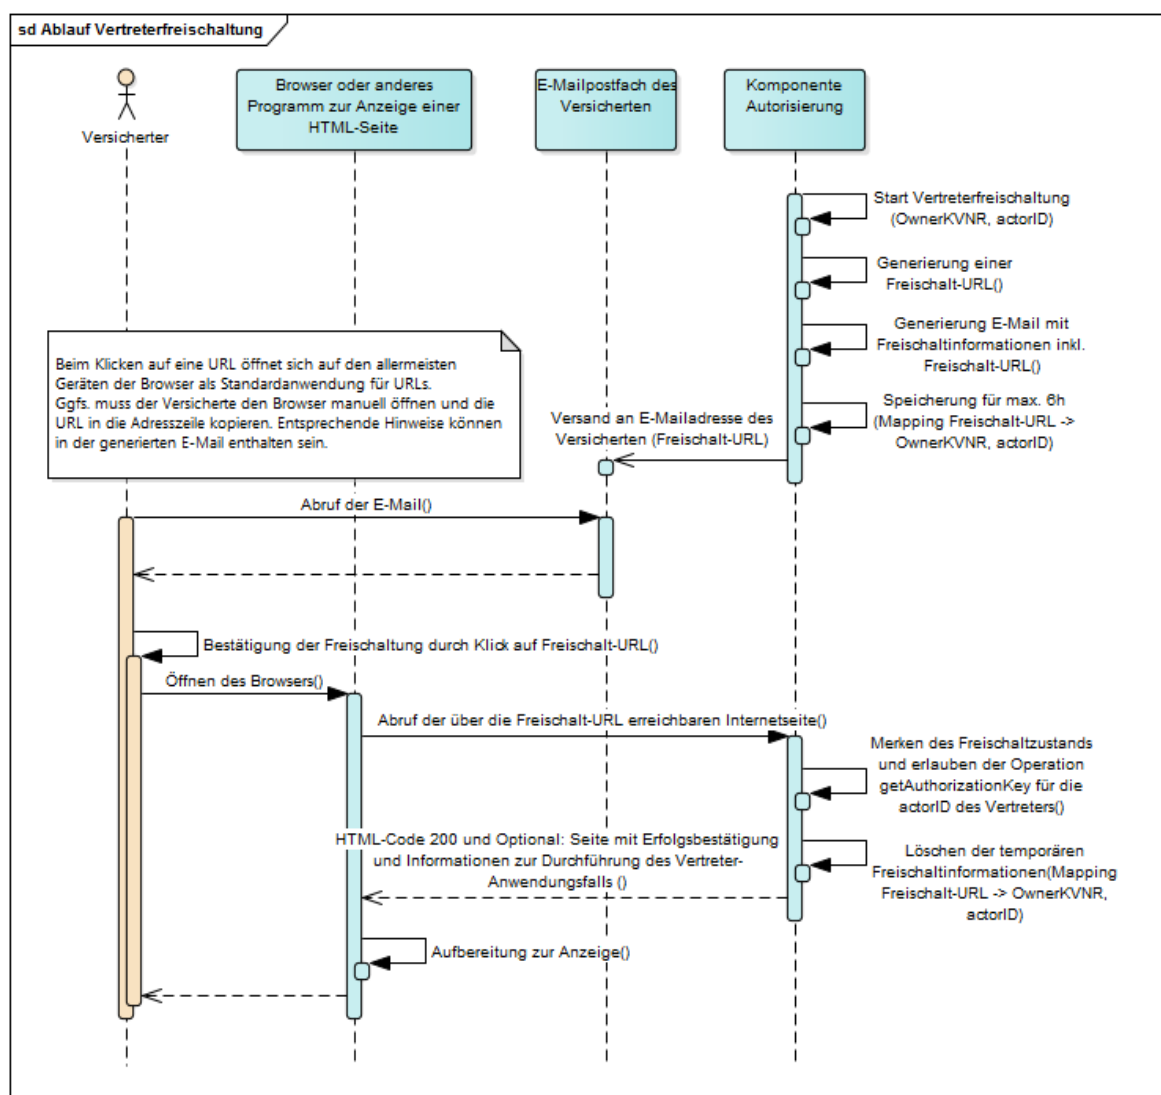 sd Ablauf Vertreterfreischaltung
Versicherter
Browser oder anderes
Programm zur Anzeige einer
HTML-Seite
E-Mailpostfach des
Versicherten
Komponente
Autorisierung
Start Vertreterfreischaltung
(OwnerKVNR, actorID)
Generierung einer
Freischalt-URL()
Generierung E-Mail mit
Freischaltinformationen inkl.
Freischalt-URL()
Speicherung für max. 6h
(Mapping Freischalt-URL ->
OwnerKVNR, actorID)
Beim Klicken auf eine URL öffnet sich auf den allermeisten
Geräten der Browser als Standardanwendung für URLs.
Ggfs. muss der Versicherte den Browser manuell öffnen und die
URL in die Adresszeile kopieren. Entsprechende Hinweise können
in der generierten E-Mail enthalten sein.
Versand an E-Mailadresse des
Versicherten (Freischalt-URL)
Abruf der E-Mail()
Bestätigung der Freischaltung durch Klick auf Freischalt-URL()
Öffnen des Browsers()
Abruf der über die Freischalt-URL erreichbaren Internetseite()
Merken des Freischaltzustands
und erlauben der Operation
getAuthorizationKey für die
actorID des Vertreters()
HTML-Code 200 und Optional: Seite mit Erfolgsbestätigung
und Informationen zur Durchführung des Vertreter-
Anwendungsfalls ()
Löschen der temporären
Freischaltinformationen(Mapping
Freischalt-URL -> OwnerKVNR,
actorID)
Aufbereitung zur Anzeige()